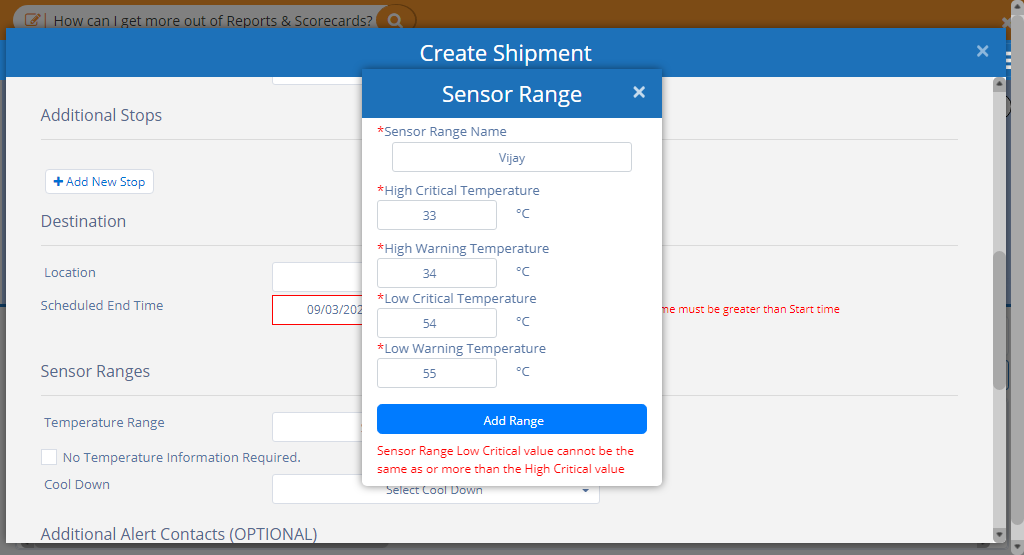 How can I get more out of Reports & Scorecards?
Create Shipment ×
Sensor Range ×
Additional Stops
+ Add New Stop
Destination
Location
Scheduled End Time 09/03/202
me must be greater than Start time
Sensor Ranges
Temperature Range
No Temperature Information Required.
Cool Down
Select Cool Down
Additional Alert Contacts (OPTIONAL)
*Sensor Range Name
Vijay
*High Critical Temperature
33 °C
*High Warning Temperature
34 °C
*Low Critical Temperature
54 °C
*Low Warning Temperature
55 °C
Add Range
Sensor Range Low Critical value cannot be the
same as or more than the High Critical value